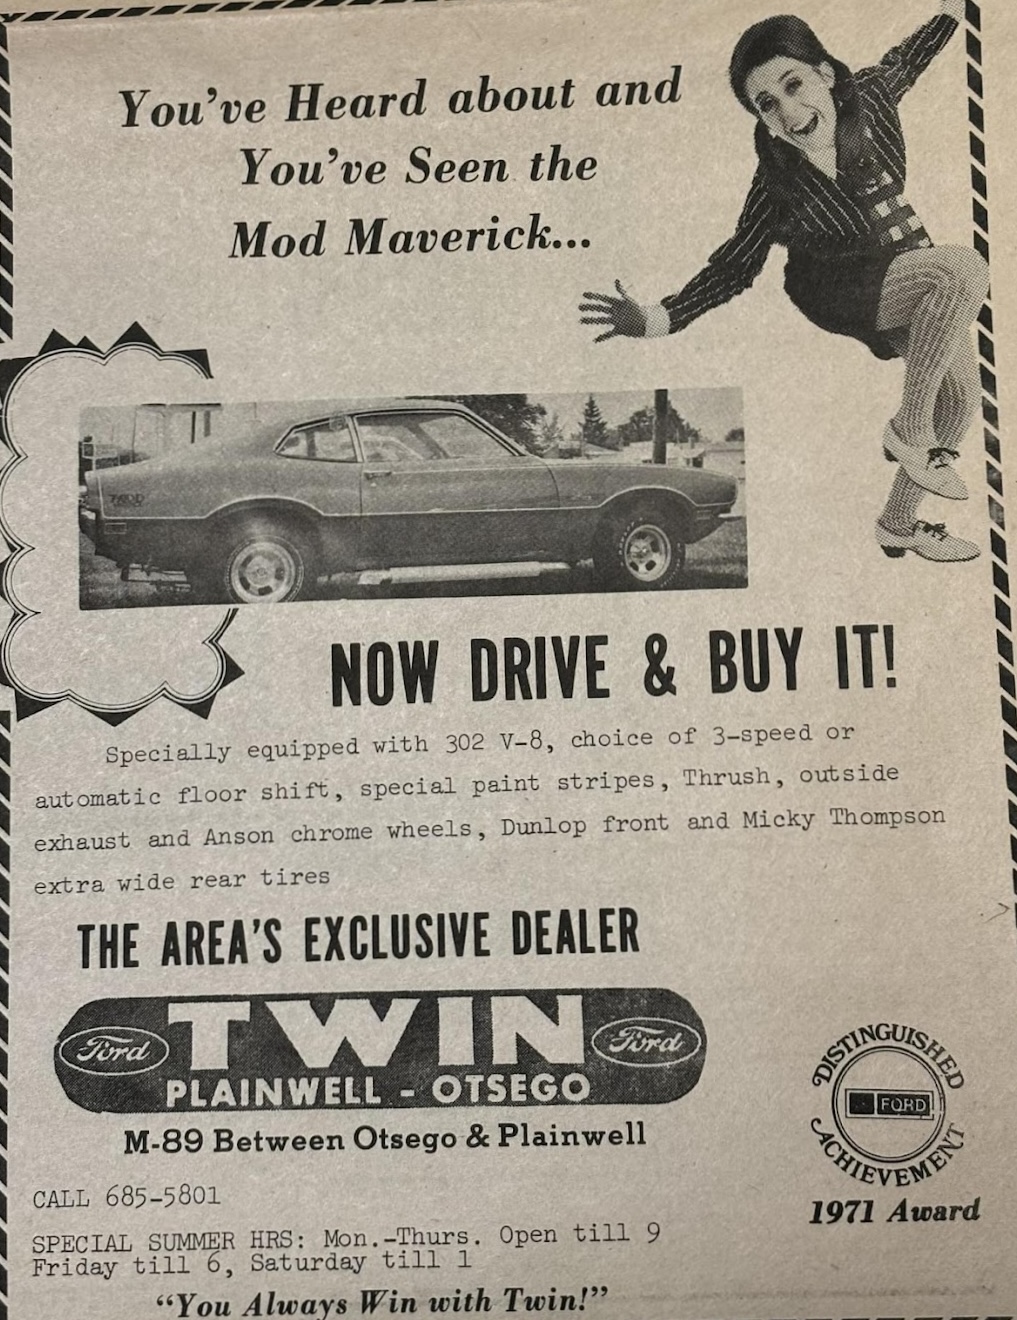 You've Heard about and
You've Seen the
Mod Maverick...
NOW DRIVE & BUY IT!
Specially equipped with 302 V-8, choice of 3-speed or
automatic floor shift, special paint stripes, Thrush, outside
exhaust and Anson chrome wheels, Dunlop front and Micky Thompson
extra wide rear tires
THE AREA'S EXCLUSIVE DEALER
Ford TWIN Ford
PLAINWELL - OTSEGO
M-89 Between Otsego & Plainwell
DISTINGUISHED
FORD
ACHIEVEMENT
1971 Award
CALL 685-5801
SPECIAL SUMMER HRS: Mon.-Thurs. Open till 9
Friday till 6, Saturday till 1
“You Always Win with Twin!”